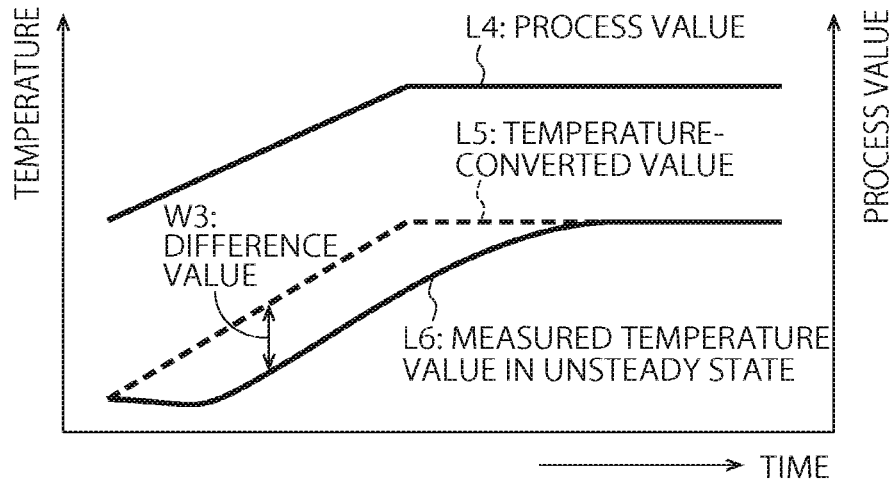 TEMPERATURE
PROCESS VALUE
L4: PROCESS VALUE
L5: TEMPERATURE-
CONVERTED VALUE
W3:
DIFFERENCE
VALUE
L6: MEASURED TEMPERATURE
VALUE IN UNSTEADY STATE
TIME